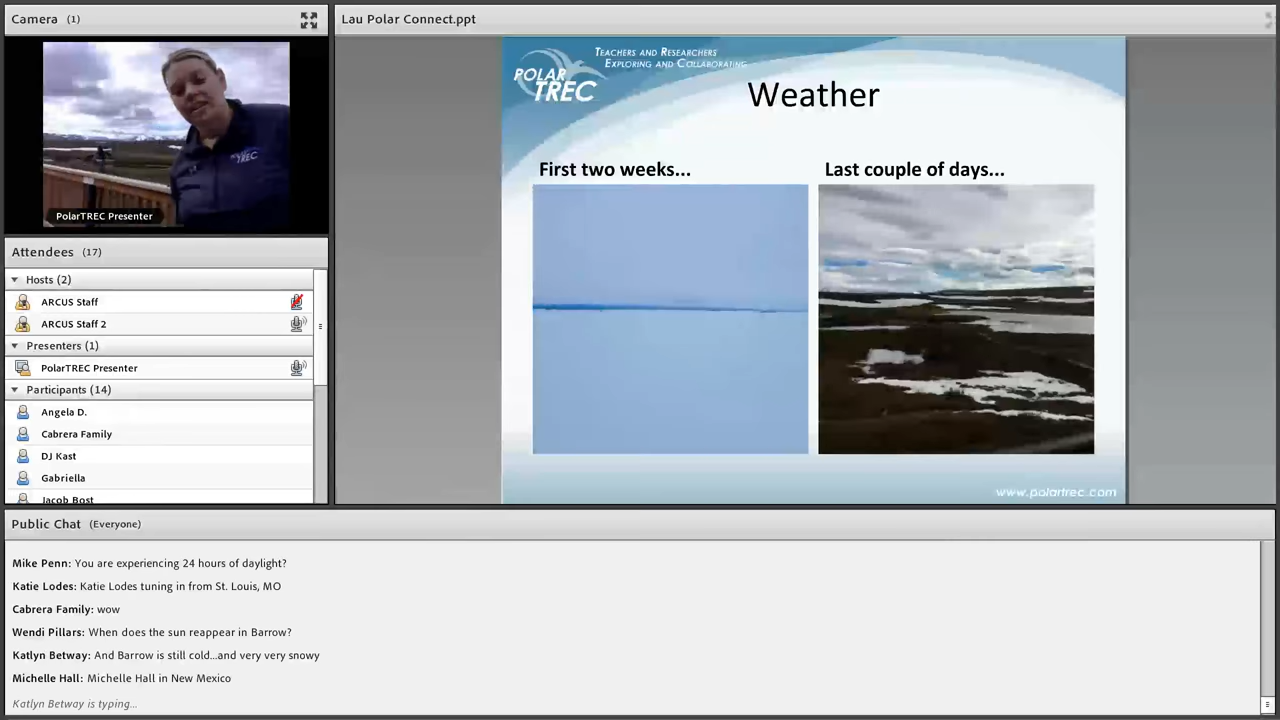 Camera (1)
POLAR TREC
PolarTREC Presenter
Attendees (17)
Hosts (2)
ARCUS Staff
ARCUS Staff 2
Presenters (1)
PolarTREC Presenter
Participants (14)
Angela D.
Cabrera Family
DJ Kast
Gabriella
Jacob Bost
Lau Polar Connect.ppt
TEACHERS AND RESEARCHERS
EXPLORING AND COLLABORATING
POLAR
TREC
Weather
First two weeks...
Last couple of days...
www.polartrec.com
Public Chat (Everyone)
Mike Penn: You are experiencing 24 hours of daylight?
Katie Lodes: Katie Lodes tuning in from St. Louis, MO
Cabrera Family: wow
Wendi Pillars: When does the sun reappear in Barrow?
Katlyn Betway: And Barrow is still cold...and very very snowy
Michelle Hall: Michelle Hall in New Mexico
Katlyn Betway is typing...